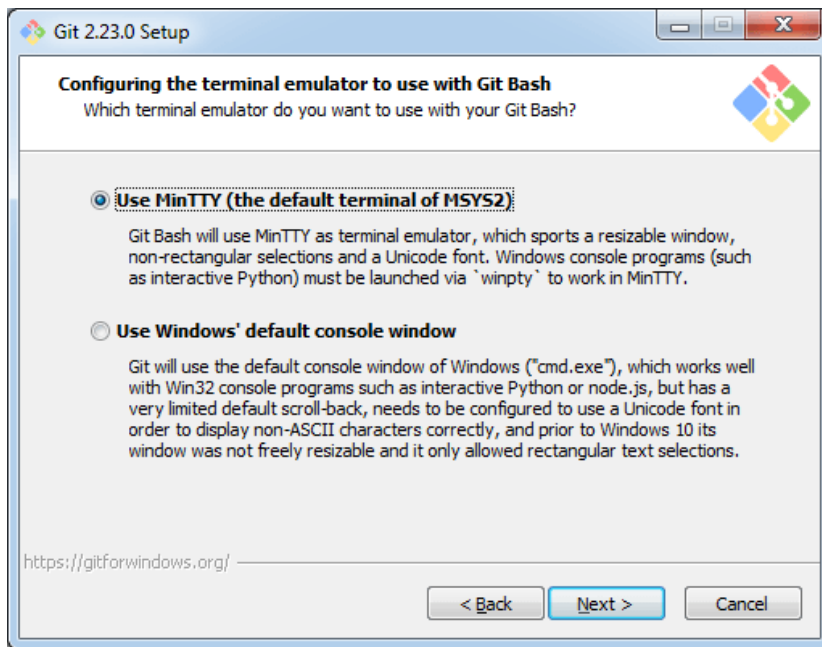 Git 2.23.0 Setup
Configuring the terminal emulator to use with Git Bash
Which terminal emulator do you want to use with your Git Bash?
Use MinTTY (the default terminal of MSYS2)
Git Bash will use MinTTY as terminal emulator, which sports a resizable window,
non-rectangular selections and a Unicode font. Windows console programs (such
as interactive Python) must be launched via `winpty` to work in MinTTY.
Use Windows' default console window
Git will use the default console window of Windows ("cmd.exe"), which works well
with Win32 console programs such as interactive Python or node.js, but has a
very limited default scroll-back, needs to be configured to use a Unicode font in
order to display non-ASCII characters correctly, and prior to Windows 10 its
window was not freely resizable and it only allowed rectangular text selections.
https://gitforwindows.org/
< Back Next > Cancel